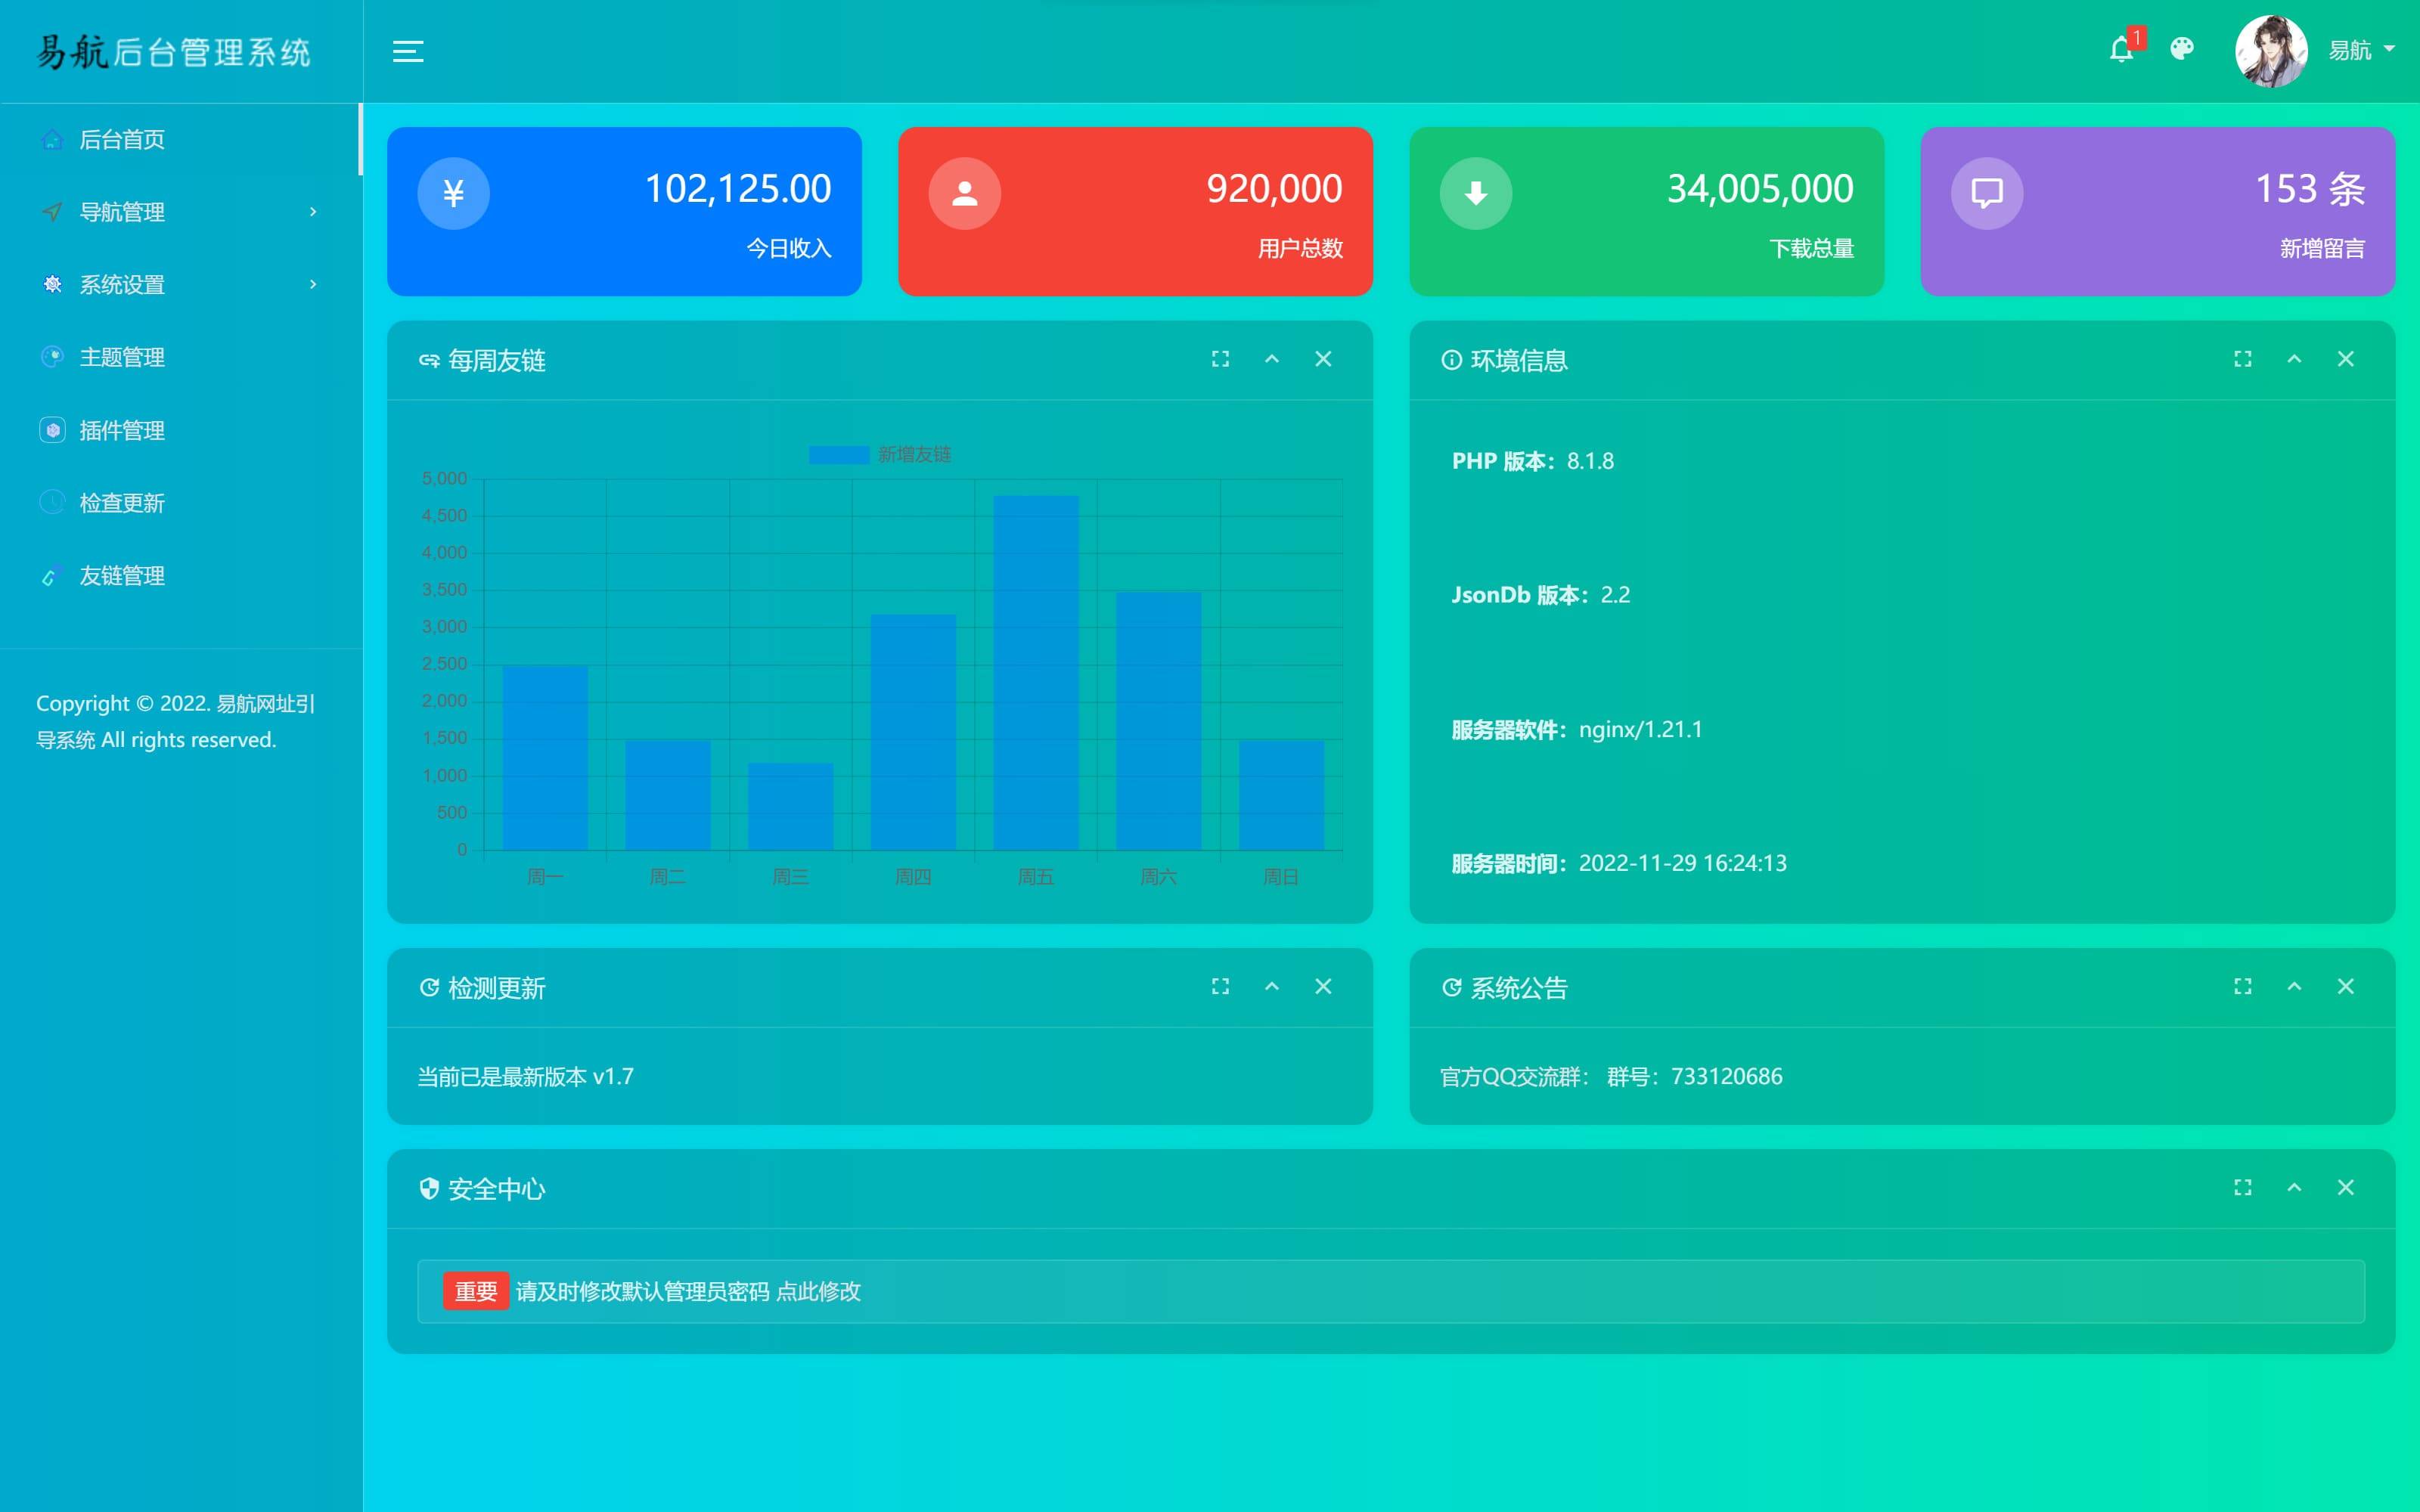 易航后台管理系统
1
易航
后台首页
导航管理
系统设置
主题管理
插件管理
检查更新
友链管理
Copyright © 2022. 易航网址引
导系统 All rights reserved.
¥
102,125.00
今日收入
920,000
用户总数
34,005,000
下载总量
153 条
新增留言
每周友链
新增友链
5,000
4,500
4,000
3,500
3,000
2,500
2,000
1,500
1,000
500
0
周一 周二 周三 周四 周五 周六 周日
环境信息
PHP 版本：8.1.8
JsonDb 版本：2.2
服务器软件：nginx/1.21.1
服务器时间：2022-11-29 16:24:13
检测更新
当前已是最新版本 v1.7
系统公告
官方QQ交流群： 群号：733120686
安全中心
重要 请及时修改默认管理员密码 点此修改